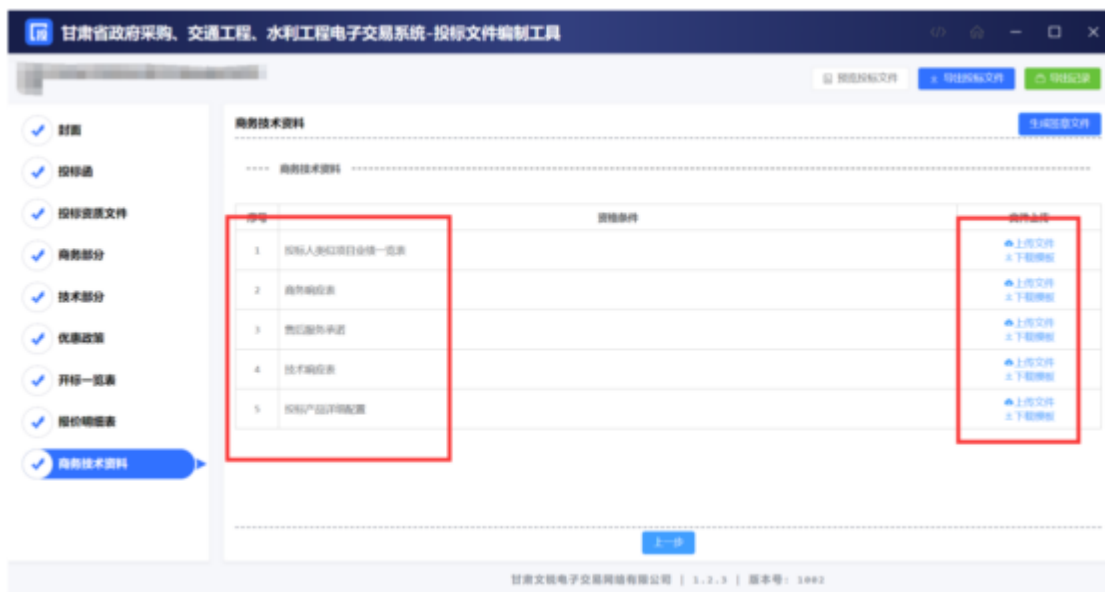 甘肃省政府采购、交通工程、水利工程电子交易系统-投标文件编制工具
预览投标文件
导出投标文件
导出记录
封面
投标函
投标资质文件
商务部分
技术部分
优惠政策
开标一览表
报价明细表
商务技术资料
商务技术资料
生成签章文件
商务技术资料
序号 资格条件 文件上传
1 投标人类似项目业绩一览表 上传文件
下载模板
2 商务响应表 上传文件
下载模板
3 售后服务承诺 上传文件
下载模板
4 技术响应表 上传文件
下载模板
5 投标产品详细配置 上传文件
下载模板
上一步
甘肃文锐电子交易网络有限公司 | 1.2.3 | 版本号: 1002